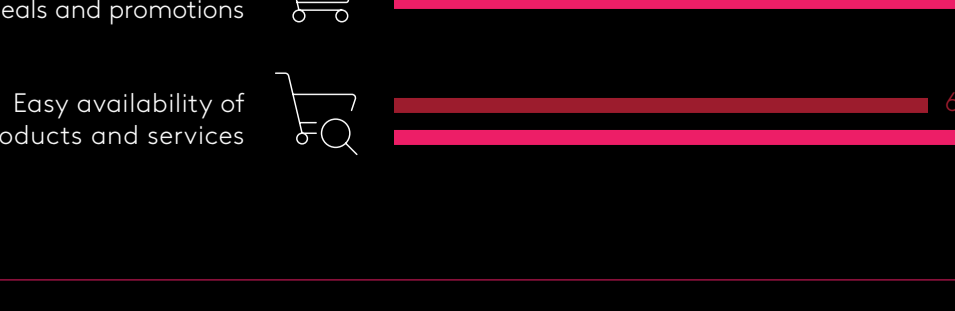 eals and promotions
Easy availability of
oducts and services